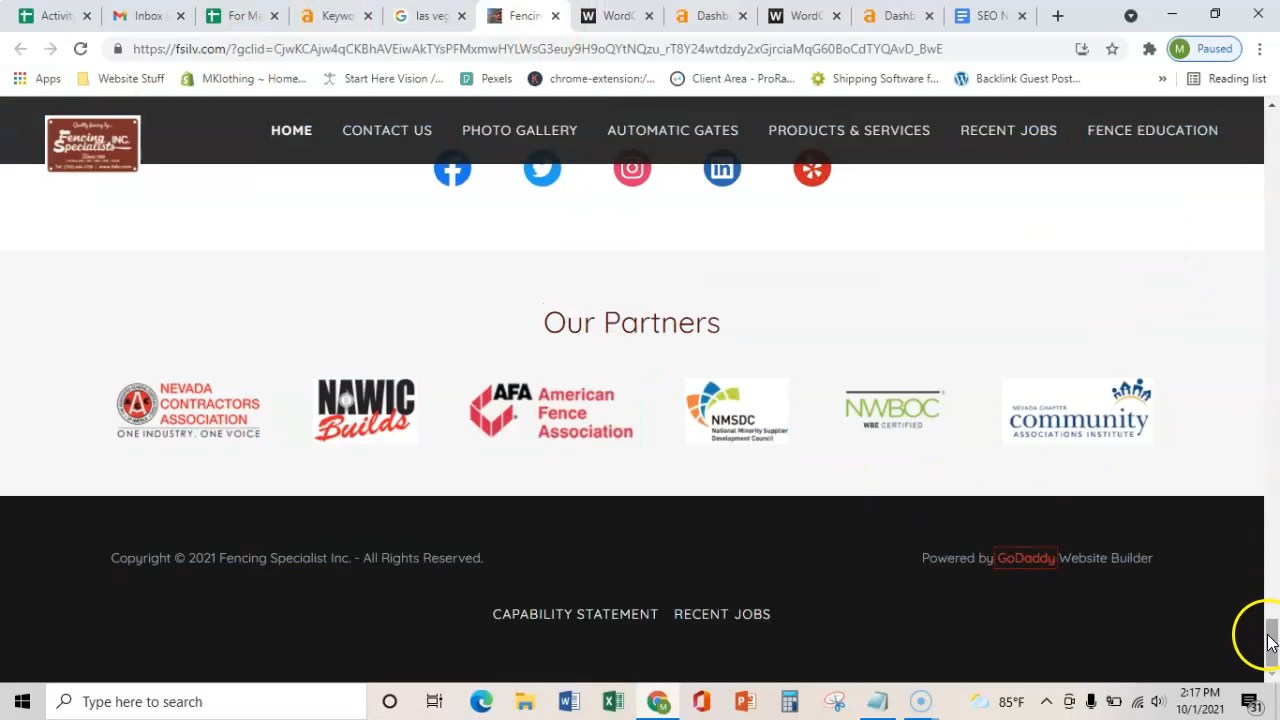 Activit
Inbox
For M
Keywo
las veg
Fencin
WordC
Dashb
WordC
Dashb
SEO N
https://fsilv.com/?gclid=CjwKCAjw4qCKBhAVEiwAkTYsPFMxmwHYLWsG3euy9H9oQYtNQzu_rT8Y24wtdzdy2xGjrciaMqG60BoCdTYQAvD_BwE
M Paused
Apps
Website Stuff
MKlothing ~ Home...
Start Here Vision /...
Pexels
chrome-extension:/...
Client Area - ProRa...
Shipping Software f...
Backlink Guest Post...
»
Reading list
Fencing INC.
Specialists
HOME
CONTACT US
PHOTO GALLERY
AUTOMATIC GATES
PRODUCTS & SERVICES
RECENT JOBS
FENCE EDUCATION
Our Partners
NEVADA
CONTRACTORS
ASSOCIATION
ONE INDUSTRY. ONE VOICE
NAWIC
Builds
AFA American
Fence
Association
NMSDC
National Minority Supplier
Development Council
NWBOC
WBE CERTIFIED
NEVADA CHAPTER
community
ASSOCIATIONS INSTITUTE
Copyright © 2021 Fencing Specialist Inc. - All Rights Reserved.
Powered by GoDaddy Website Builder
CAPABILITY STATEMENT
RECENT JOBS
Type here to search
85°F
2:17 PM
10/1/2021
31